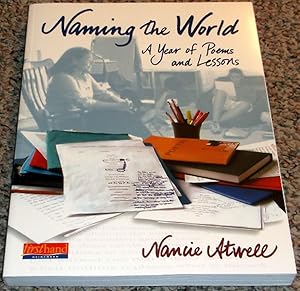 Naming the World
A Year of Poems
and Lessons
Nancie Atwell
firsthand
HEINEMANN